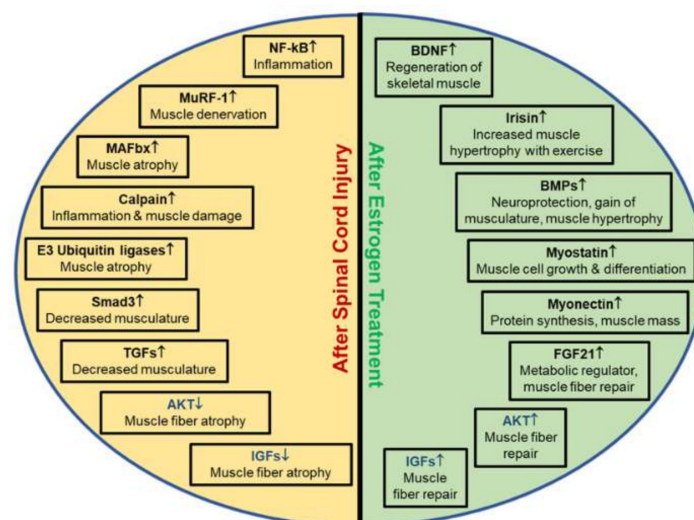 NF-kB↑
Inflammation
MuRF-1↑
Muscle denervation
MAFbx↑
Muscle atrophy
Calpain↑
Inflammation & muscle damage
E3 Ubiquitin ligases↑
Muscle atrophy
Smad3↑
Decreased musculature
TGFs↑
Decreased musculature
AKT↓
Muscle fiber atrophy
IGFs↓
Muscle fiber atrophy
After Spinal Cord Injury
After Estrogen Treatment
BDNF↑
Regeneration of
skeletal muscle
Irisin↑
Increased muscle
hypertrophy with exercise
BMPs↑
Neuroprotection, gain of
musculature, muscle hypertrophy
Myostatin↑
Muscle cell growth & differentiation
Myonectin↑
Protein synthesis, muscle mass
FGF21↑
Metabolic regulator,
muscle fiber repair
AKT↑
Muscle fiber
repair
IGFs↑
Muscle
fiber repair